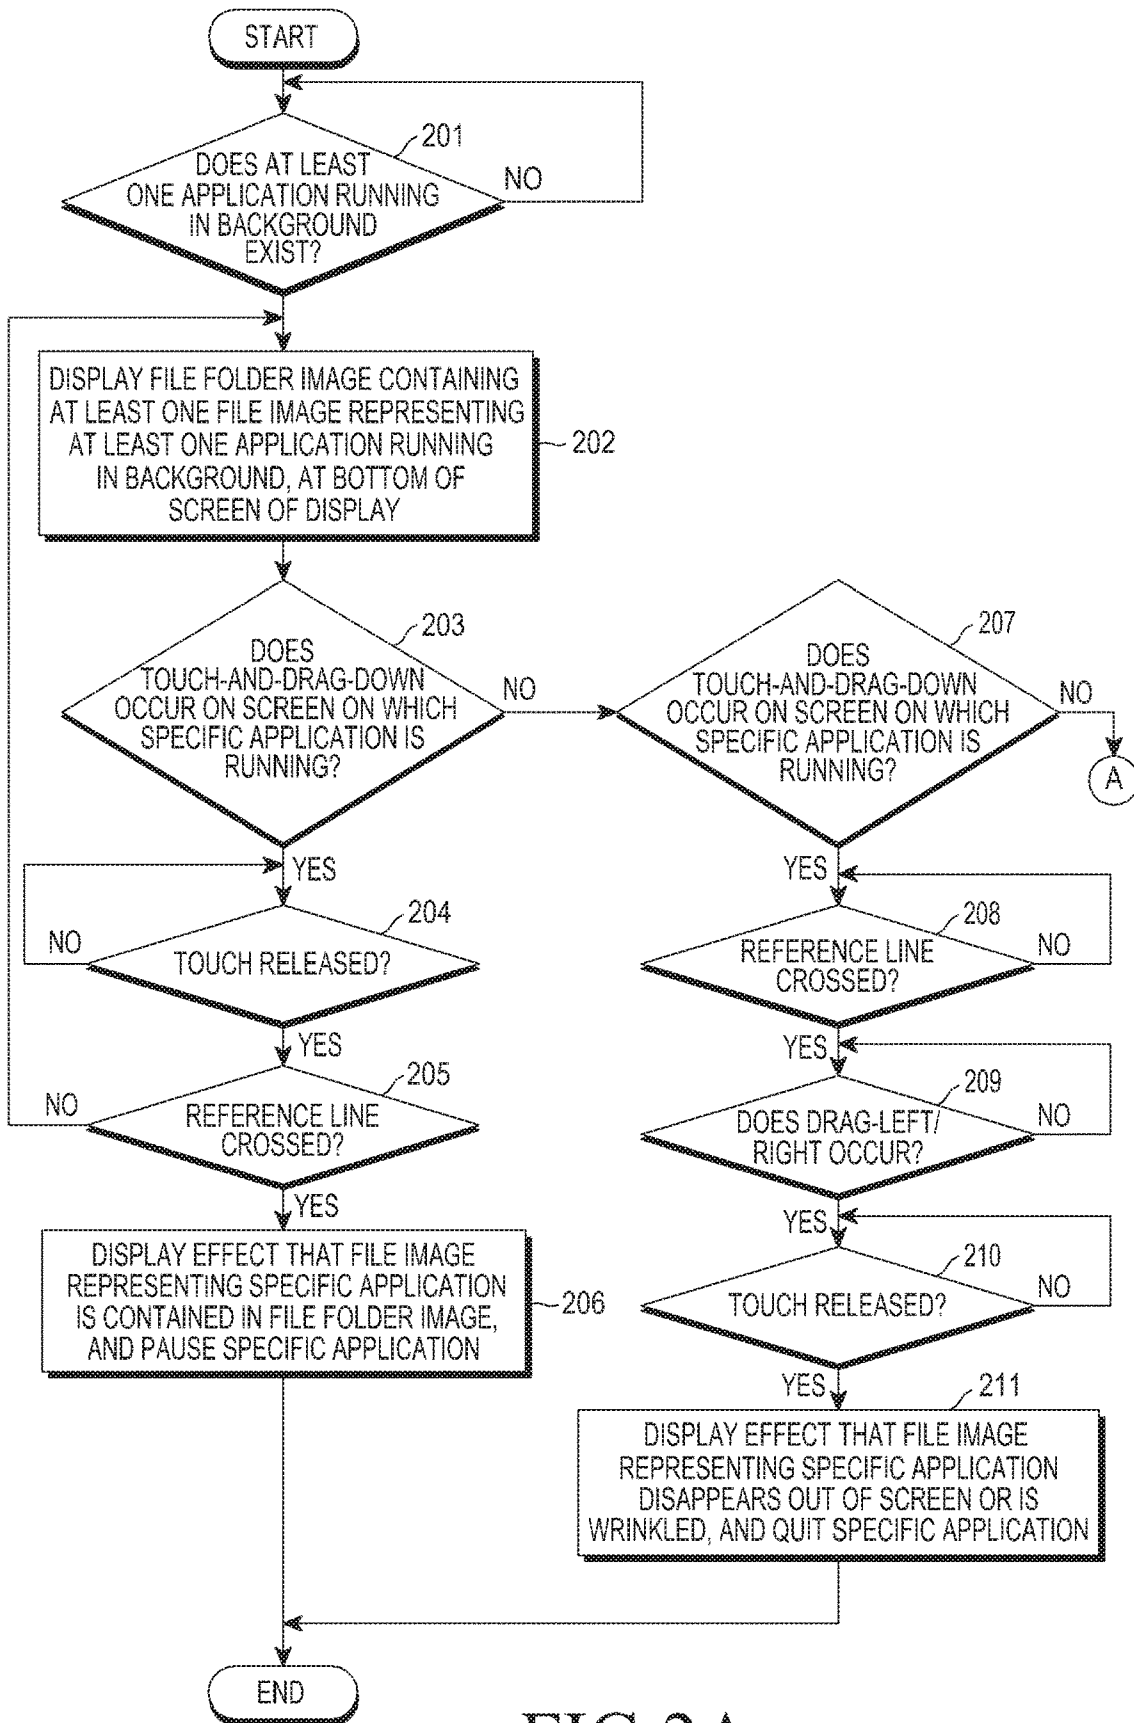 START
201
DOES AT LEAST
ONE APPLICATION RUNNING
IN BACKGROUND
EXIST?
NO
DISPLAY FILE FOLDER IMAGE CONTAINING
AT LEAST ONE FILE IMAGE REPRESENTING
AT LEAST ONE APPLICATION RUNNING
IN BACKGROUND, AT BOTTOM OF
SCREEN OF DISPLAY
202
203
DOES
TOUCH-AND-DRAG-DOWN
OCCUR ON SCREEN ON WHICH
SPECIFIC APPLICATION IS
RUNNING?
NO
YES
207
DOES
TOUCH-AND-DRAG-DOWN
OCCUR ON SCREEN ON WHICH
SPECIFIC APPLICATION IS
RUNNING?
NO
A
YES
204
TOUCH RELEASED?
NO
YES
205
REFERENCE LINE
CROSSED?
NO
YES
DISPLAY EFFECT THAT FILE IMAGE
REPRESENTING SPECIFIC APPLICATION
IS CONTAINED IN FILE FOLDER IMAGE,
AND PAUSE SPECIFIC APPLICATION
206
208
REFERENCE LINE
CROSSED?
NO
YES
209
DOES DRAG-LEFT/
RIGHT OCCUR?
NO
YES
210
TOUCH RELEASED?
NO
YES
211
DISPLAY EFFECT THAT FILE IMAGE
REPRESENTING SPECIFIC APPLICATION
DISAPPEARS OUT OF SCREEN OR IS
WRINKLED, AND QUIT SPECIFIC APPLICATION
END